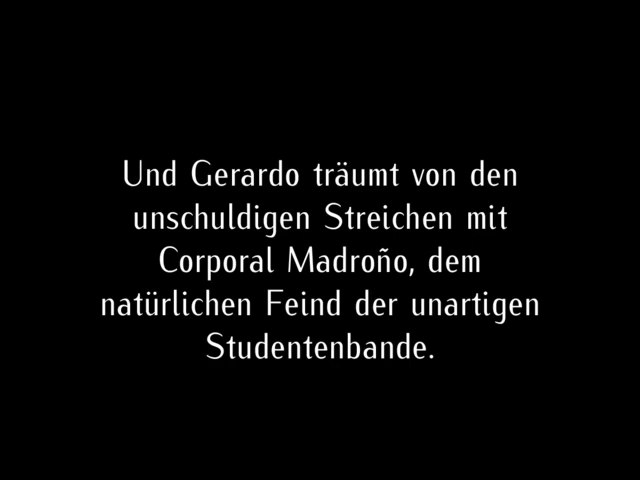 Und Gerardo träumt von den
unschuldigen Streichen mit
Corporal Madroño, dem
natürlichen Feind der unartigen
Studentenbande.